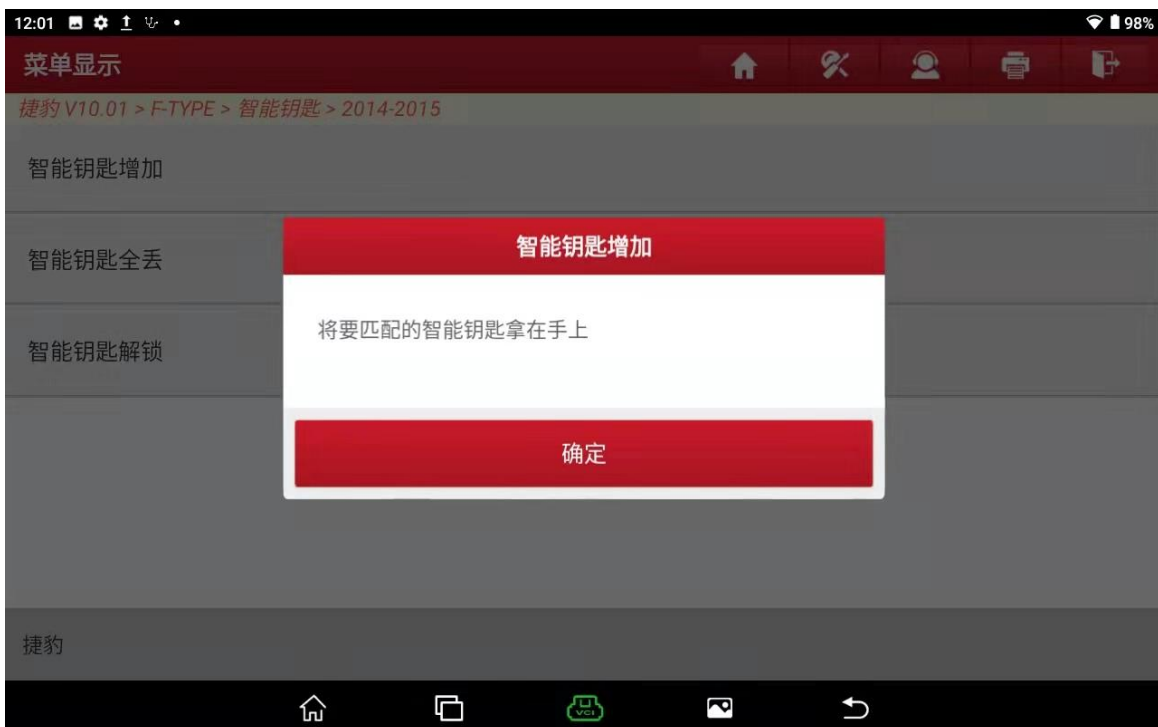 12:01
98%
菜单显示
捷豹 V10.01 > F-TYPE > 智能钥匙 > 2014-2015
智能钥匙增加
智能钥匙全丢
智能钥匙解锁
智能钥匙增加
将要匹配的智能钥匙拿在手上
确定
捷豹
VCI